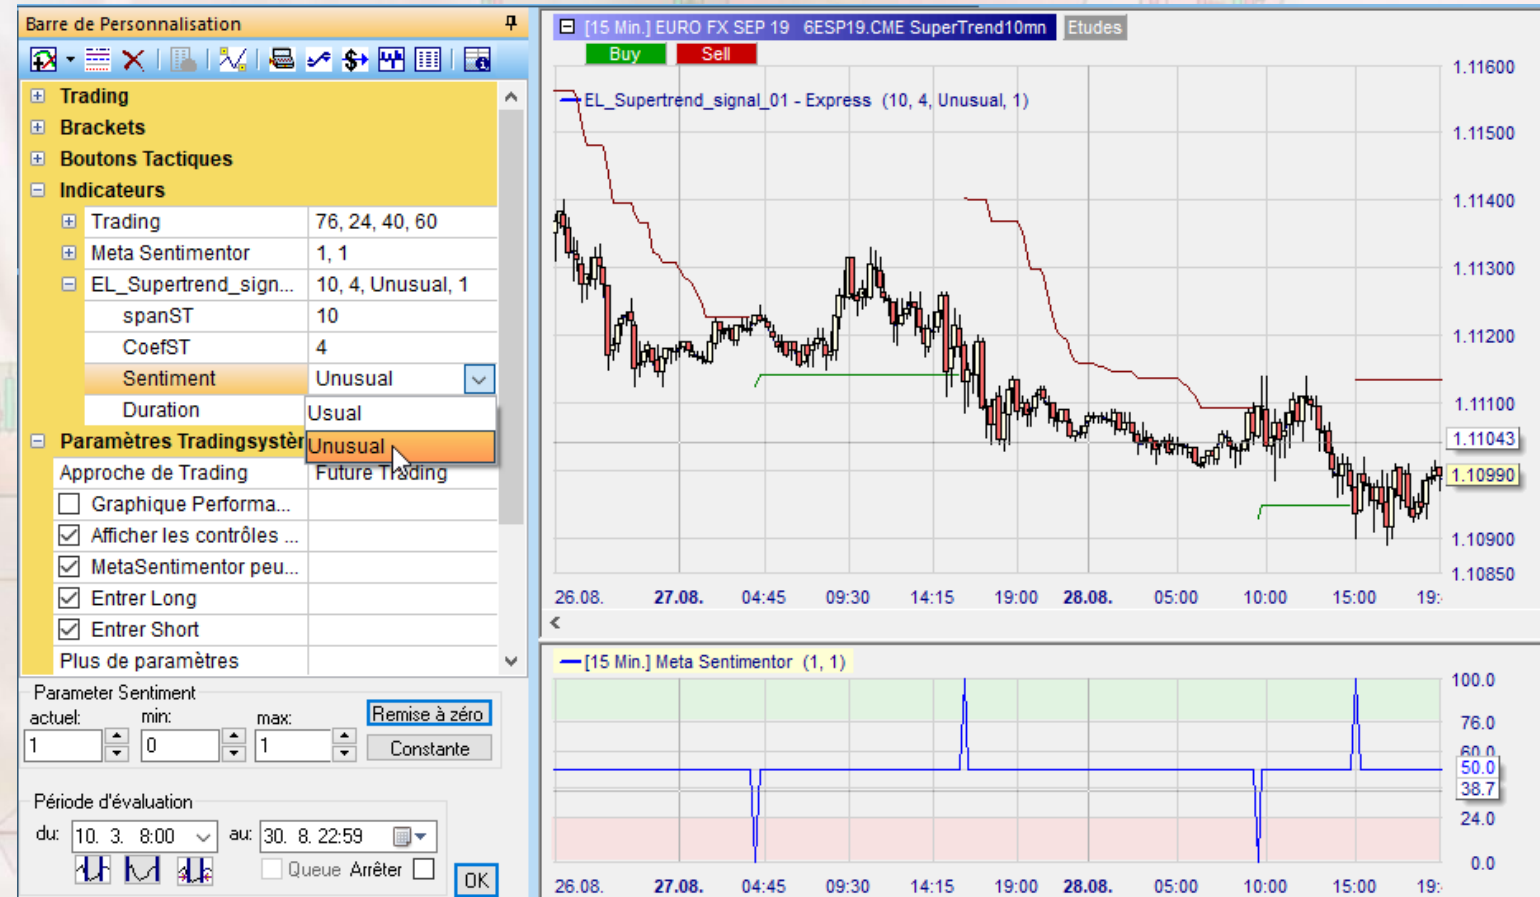 Barre de Personnalisation
Trading
Brackets
Boutons Tactiques
Indicateurs
Trading 76, 24, 40, 60
Meta Sentimentor 1, 1
EL_Supertrend_sign... 10, 4, Unusual, 1
spanST 10
CoefST 4
Sentiment Unusual
Duration
Usual
Unusual
Paramètres Tradingsystèm
Approche de Trading Future Trading
Graphique Performa...
Afficher les contrôles ...
MetaSentimentor peu...
Entrer Long
Entrer Short
Plus de paramètres
Parameter Sentiment
actuel: min: max: Remise à zéro
1 0 1 Constante
Période d'évaluation
du: 10. 3. 8:00 au: 30. 8. 22:59
Queue Arrêter OK
[15 Min.] EURO FX SEP 19 6ESP19.CME SuperTrend10mn Etudes
Buy Sell
EL_Supertrend_signal_01 - Express (10, 4, Unusual, 1)
1.11600
1.11500
1.11400
1.11300
1.11200
1.11100
1.11043
1.10990
1.10900
1.10850
26.08. 27.08. 04:45 09:30 14:15 19:00 28.08. 05:00 10:00 15:00 19:
[15 Min.] Meta Sentimentor (1, 1)
100.0
76.0
60.0
50.0
38.7
24.0
0.0
26.08. 27.08. 04:45 09:30 14:15 19:00 28.08. 05:00 10:00 15:00 19: